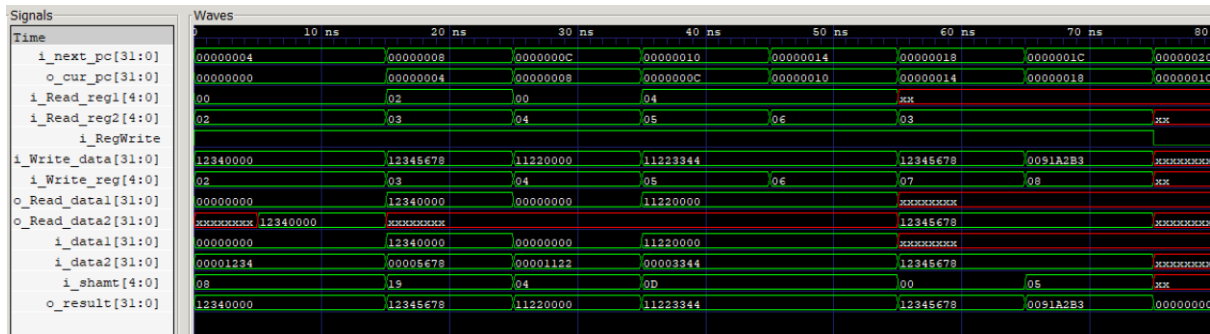 Signals Waves
Time 0 10 ns 20 ns 30 ns 40 ns 50 ns 60 ns 70 ns 80
i_next_pc[31:0] 00000004 00000008 0000000C 00000010 00000014 00000018 0000001C 00000020
o_cur_pc[31:0] 00000000 00000004 00000008 0000000C 00000010 00000014 00000018 0000001C
i_Read_reg1[4:0] 00 02 00 04 xx
i_Read_reg2[4:0] 02 03 04 05 06 03 xx
i_RegWrite
i_Write_data[31:0] 12340000 12345678 11220000 11223344 12345678 0091A2B3 xxxxxxxx
i_Write_reg[4:0] 02 03 04 05 06 07 08 xx
o_Read_data1[31:0] 00000000 12340000 00000000 11220000 xxxxxxxx
o_Read_data2[31:0] xxxxxxxx 12340000 xxxxxxxx 12345678 xxxxxxxx
i_data1[31:0] 00000000 12340000 00000000 11220000 xxxxxxxx
i_data2[31:0] 00001234 00005678 00001122 00003344 12345678 xxxxxxxx
i_shamt[4:0] 08 19 04 0D 00 05 xx
o_result[31:0] 12340000 12345678 11220000 11223344 12345678 0091A2B3 00000000